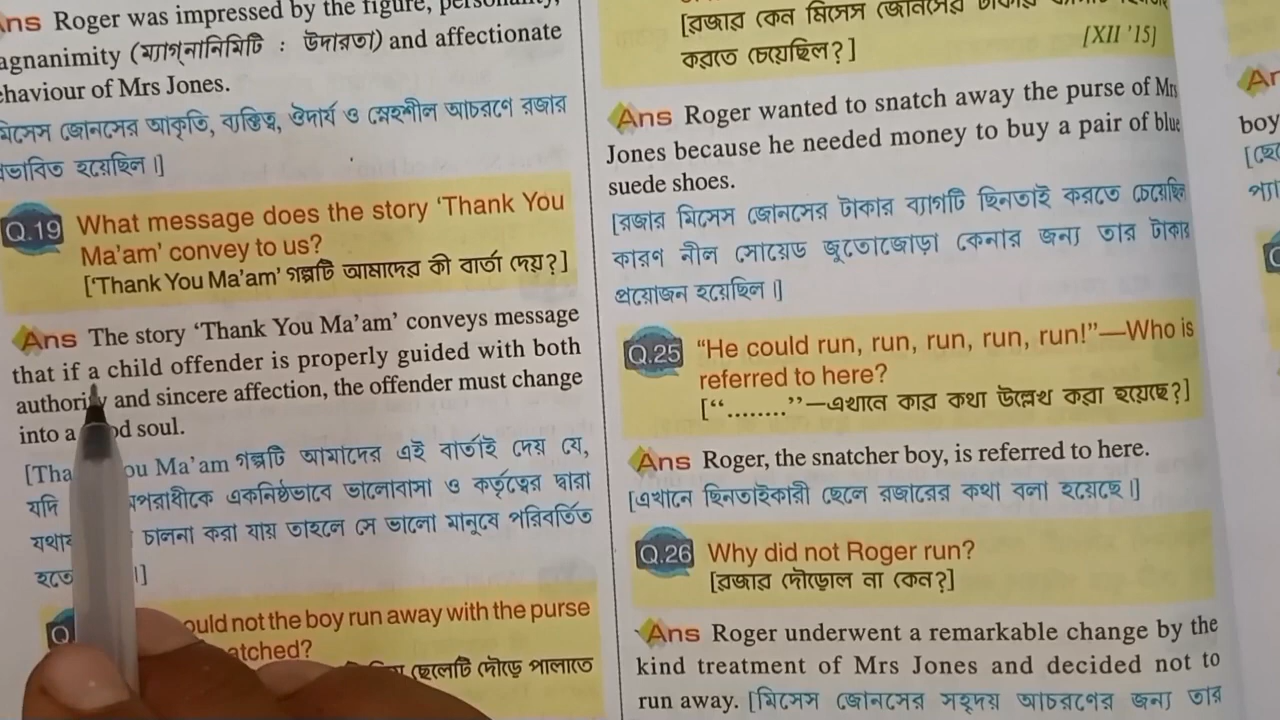 Ans Roger was impressed by the figure,
agnanimity (ম্যাগ্‌নানিমিটি : উদারতা) and affectionate
ehaviour of Mrs Jones.
মিসেস জোনসের আকৃতি, ব্যক্তিত্ব, ঔদার্য ও স্নেহশীল আচরণে রজার
প্রভাবিত হয়েছিল।]
Q.19 What message does the story ‘Thank You
Ma’am’ convey to us?
[‘Thank You Ma’am’ গল্পটি আমাদের কী বার্তা দেয়?]
Ans The story ‘Thank You Ma’am’ conveys message
that if a child offender is properly guided with both
authority and sincere affection, the offender must change
into a good soul.
[Tha ou Ma’am গল্পটি আমাদের এই বার্তাই দেয় যে,
যদি অপরাধীকে একনিষ্ঠভাবে ভালোবাসা ও কর্তৃত্বের দ্বারা
চালনা করা যায় তাহলে সে ভালো মানুষে পরিবর্তিত
হতে ]
Q ould not the boy run away with the purse
atched?
ছেলেটি দৌড়ে পালাতে
[রজার কেন মিসেস জোনসের টাকার
করতে চেয়েছিল?] [XII ’15]
Ans Roger wanted to snatch away the purse of Mrs
Jones because he needed money to buy a pair of blue
suede shoes.
[রজার মিসেস জোনসের টাকার ব্যাগটি ছিনতাই করতে চেয়েছিল
কারণ নীল সোয়েড জুতোজোড়া কেনার জন্য তার টাকার
প্রয়োজন হয়েছিল।]
Q.25 “He could run, run, run, run, run!”—Who is
referred to here?
[“........”—এখানে কার কথা উল্লেখ করা হয়েছে?]
Ans Roger, the snatcher boy, is referred to here.
[এখানে ছিনতাইকারী ছেলে রজারের কথা বলা হয়েছে।]
Q.26 Why did not Roger run?
[রজার দৌড়োল না কেন?]
Ans Roger underwent a remarkable change by the
kind treatment of Mrs Jones and decided not to
run away. [মিসেস জোনসের সহৃদয় আচরণের জন্য তার
An
boy
[ছে